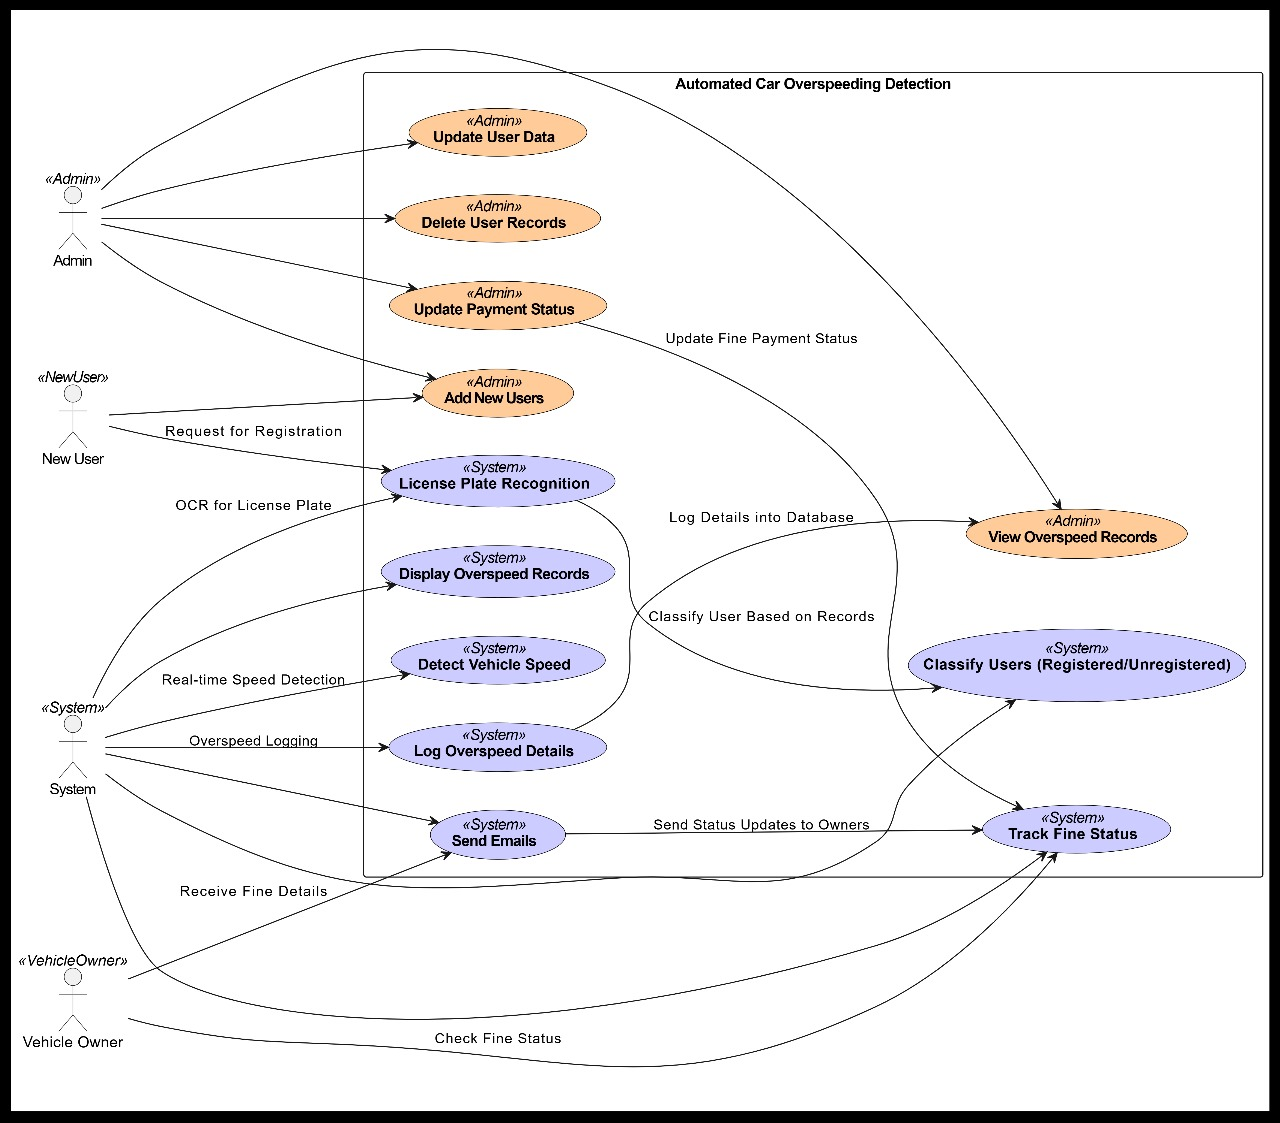 Automated Car Overspeeding Detection
«Admin»
Update User Data
«Admin»
Admin
«Admin»
Delete User Records
«Admin»
Update Payment Status
Update Fine Payment Status
«NewUser»
New User
«Admin»
Add New Users
Request for Registration
«System»
License Plate Recognition
OCR for License Plate
Log Details into Database
«Admin»
View Overspeed Records
«System»
Display Overspeed Records
Classify User Based on Records
«System»
Detect Vehicle Speed
«System»
Classify Users (Registered/Unregistered)
Real-time Speed Detection
«System»
System
Overspeed Logging
«System»
Log Overspeed Details
«System»
Send Emails
Send Status Updates to Owners
«System»
Track Fine Status
Receive Fine Details
«VehicleOwner»
Vehicle Owner
Check Fine Status